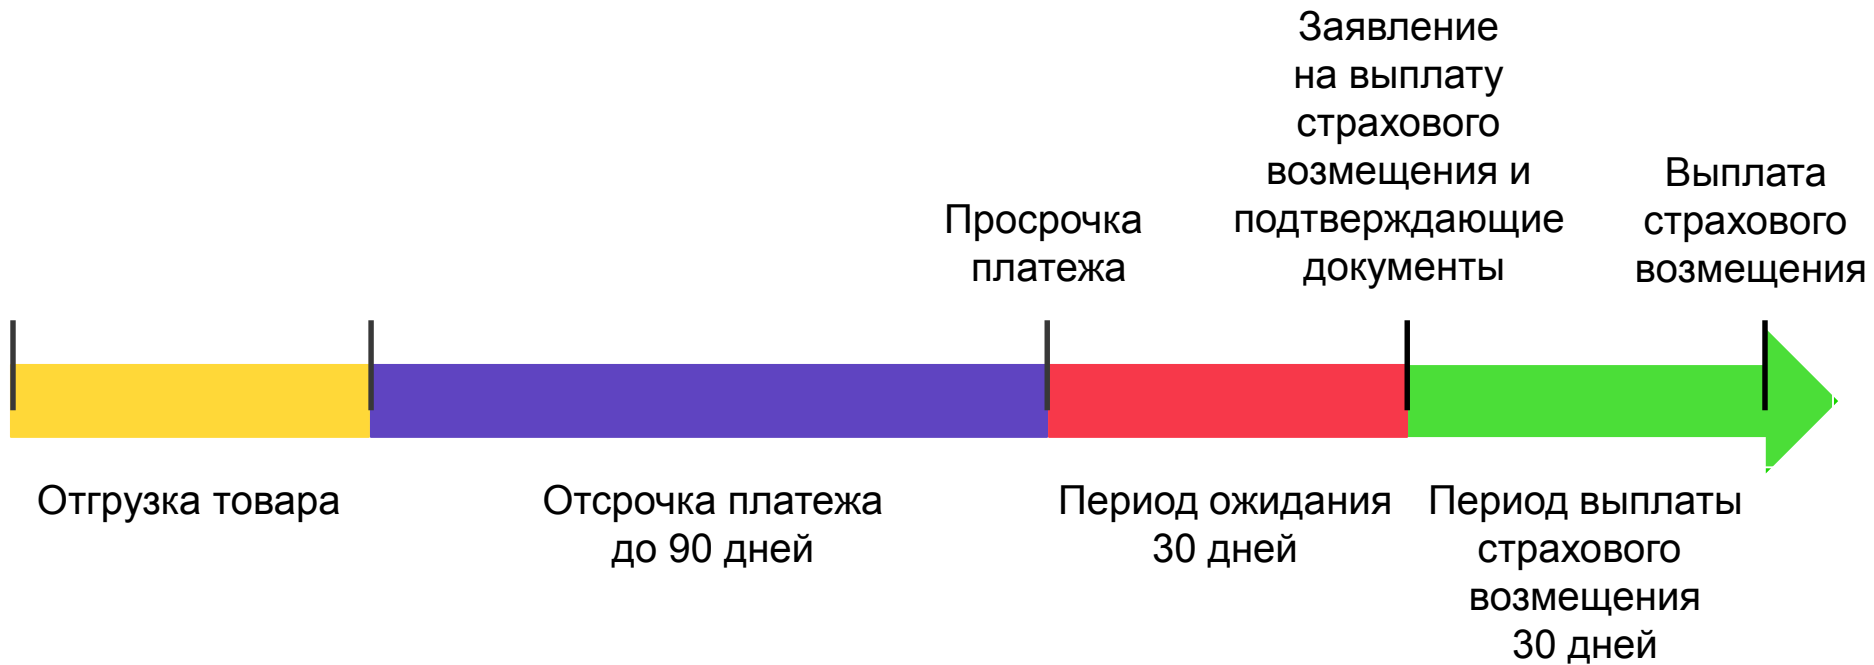 Заявление
на выплату
страхового
возмещения и
подтверждающие
документы
Просрочка
платежа
Выплата
страхового
возмещения
Отгрузка товара
Отсрочка платежа
до 90 дней
Период ожидания
30 дней
Период выплаты
страхового
возмещения
30 дней